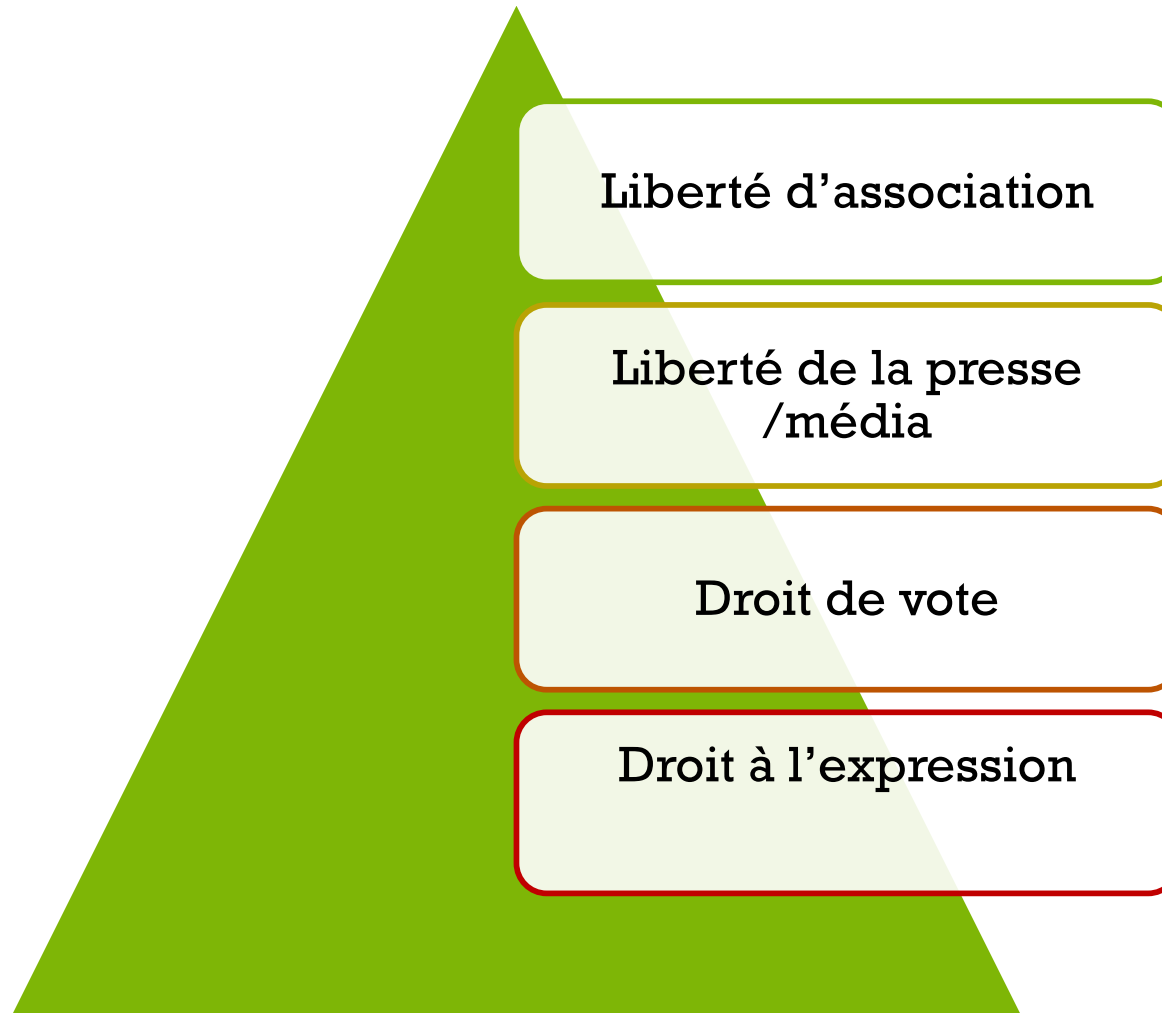 Liberté d’association
Liberté de la presse
/média
Droit de vote
Droit à l’expression